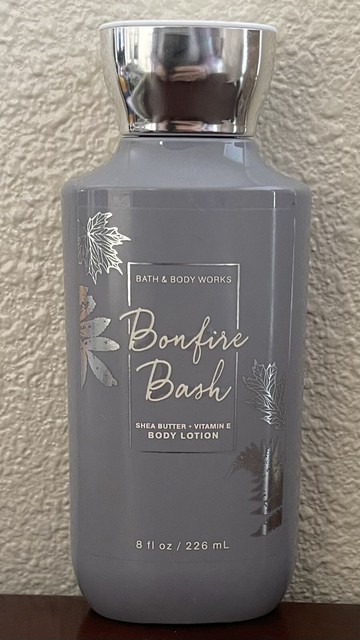 BATH & BODY WORKS
Bonfire
Bash
SHEA BUTTER + VITAMIN E
BODY LOTION
8 fl oz / 226 mL